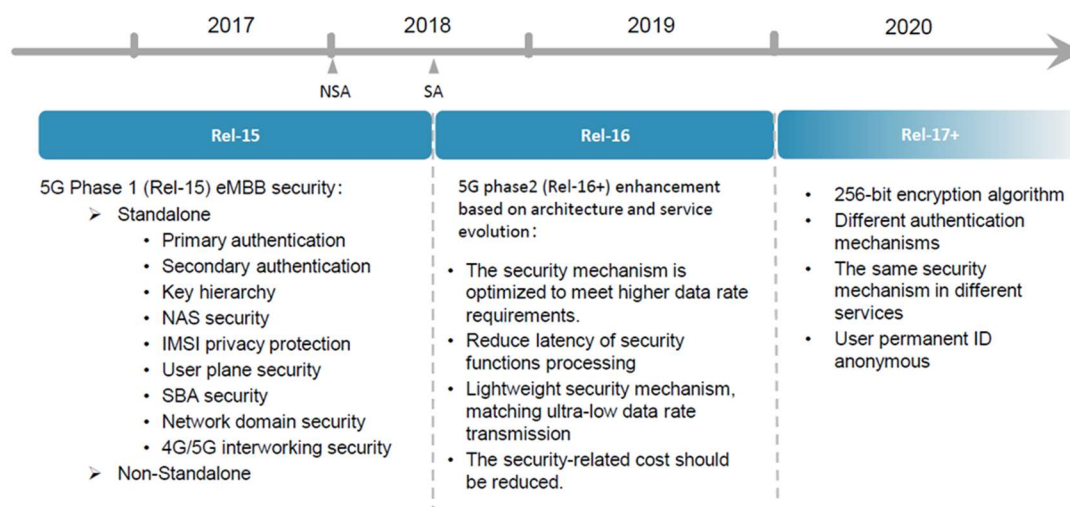 2017 2018 2019 2020
NSA SA
Rel-15 Rel-16 Rel-17+
5G Phase 1 (Rel-15) eMBB security:
➢ Standalone
• Primary authentication
• Secondary authentication
• Key hierarchy
• NAS security
• IMSI privacy protection
• User plane security
• SBA security
• Network domain security
• 4G/5G interworking security
➢ Non-Standalone
5G phase2 (Rel-16+) enhancement
based on architecture and service
evolution:
• The security mechanism is
optimized to meet higher data rate
requirements.
• Reduce latency of security
functions processing
• Lightweight security mechanism,
matching ultra-low data rate
transmission
• The security-related cost should
be reduced.
• 256-bit encryption algorithm
• Different authentication
mechanisms
• The same security
mechanism in different
services
• User permanent ID
anonymous